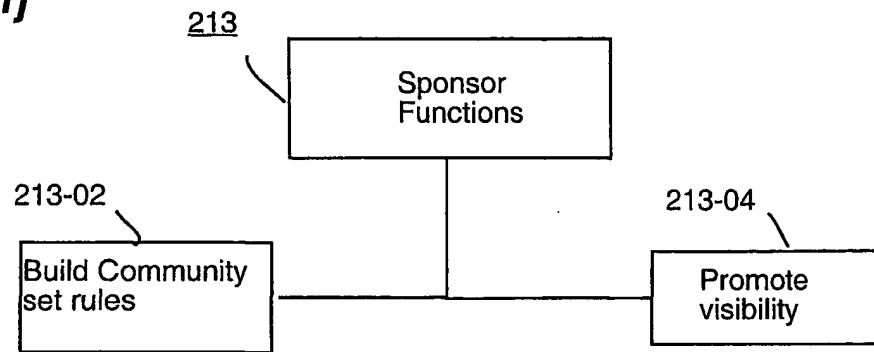 213
Sponsor
Functions
213-02
213-04
Build Community
set rules
Promote
visibility